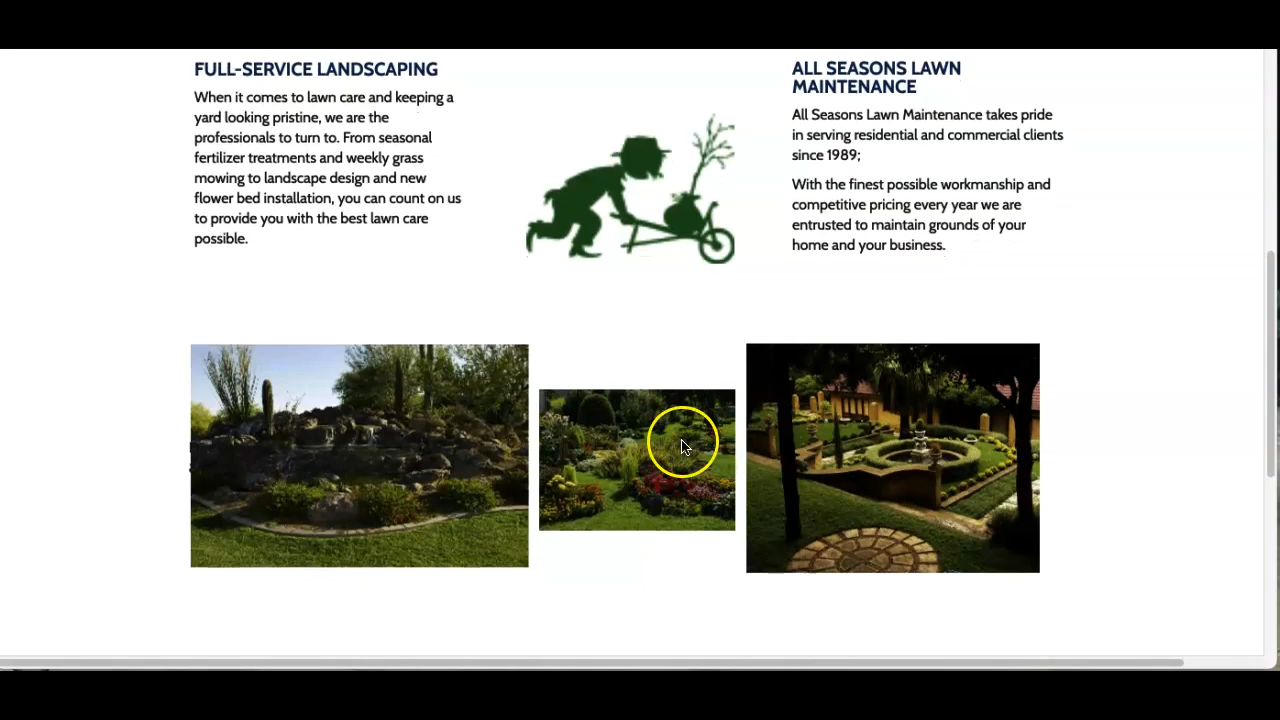 FULL-SERVICE LANDSCAPING
When it comes to lawn care and keeping a
yard looking pristine, we are the
professionals to turn to. From seasonal
fertilizer treatments and weekly grass
mowing to landscape design and new
flower bed installation, you can count on us
to provide you with the best lawn care
possible.
ALL SEASONS LAWN
MAINTENANCE
All Seasons Lawn Maintenance takes pride
in serving residential and commercial clients
since 1989;
With the finest possible workmanship and
competitive pricing every year we are
entrusted to maintain grounds of your
home and your business.